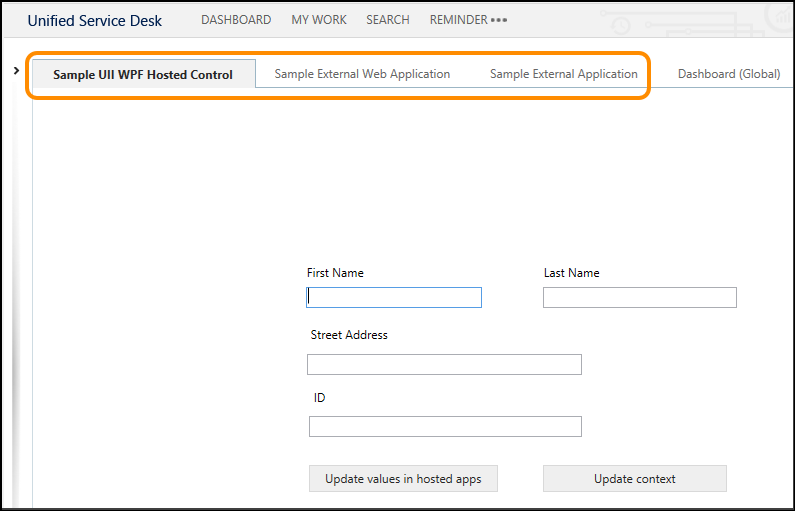 Unified Service Desk DASHBOARD MY WORK SEARCH REMINDER •••
Sample UII WPF Hosted Control Sample External Web Application Sample External Application Dashboard (Global)
First Name Last Name
Street Address
ID
Update values in hosted apps Update context